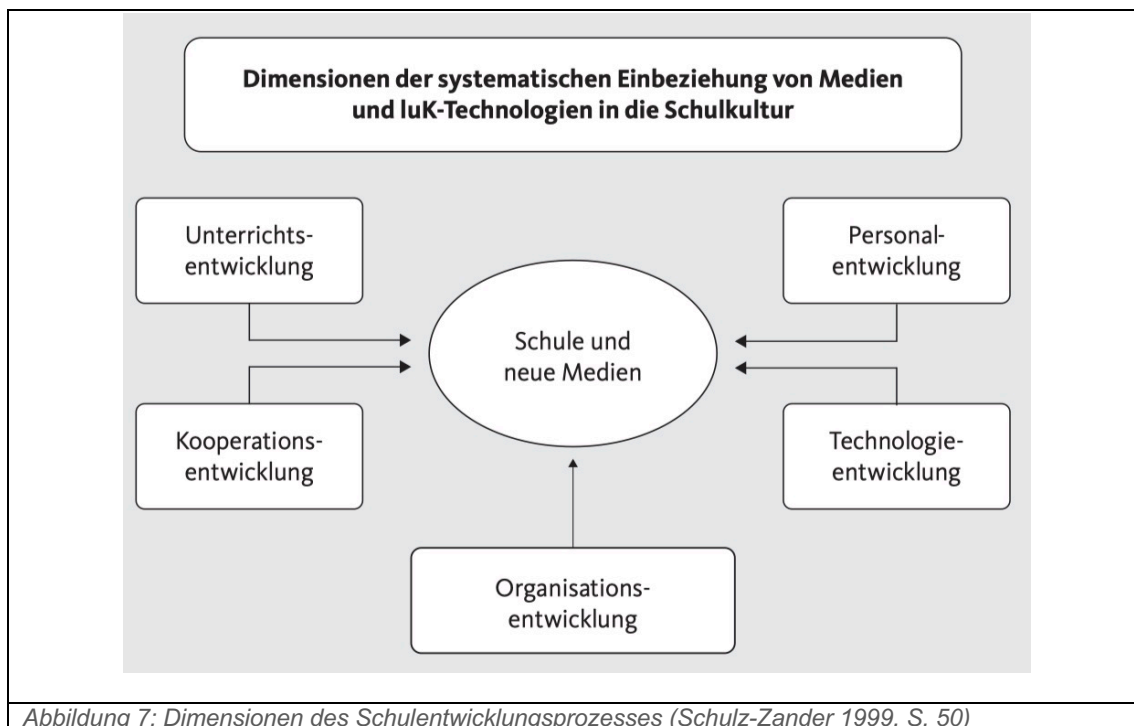 Dimensionen der systematischen Einbeziehung von Medien
und IuK-Technologien in die Schulkultur
Unterrichts-
entwicklung
Personal-
entwicklung
Schule und
neue Medien
Kooperations-
entwicklung
Technologie-
entwicklung
Organisations-
entwicklung
Abbildung 7: Dimensionen des Schulentwicklungsprozesses (Schulz-Zander 1999, S. 50)